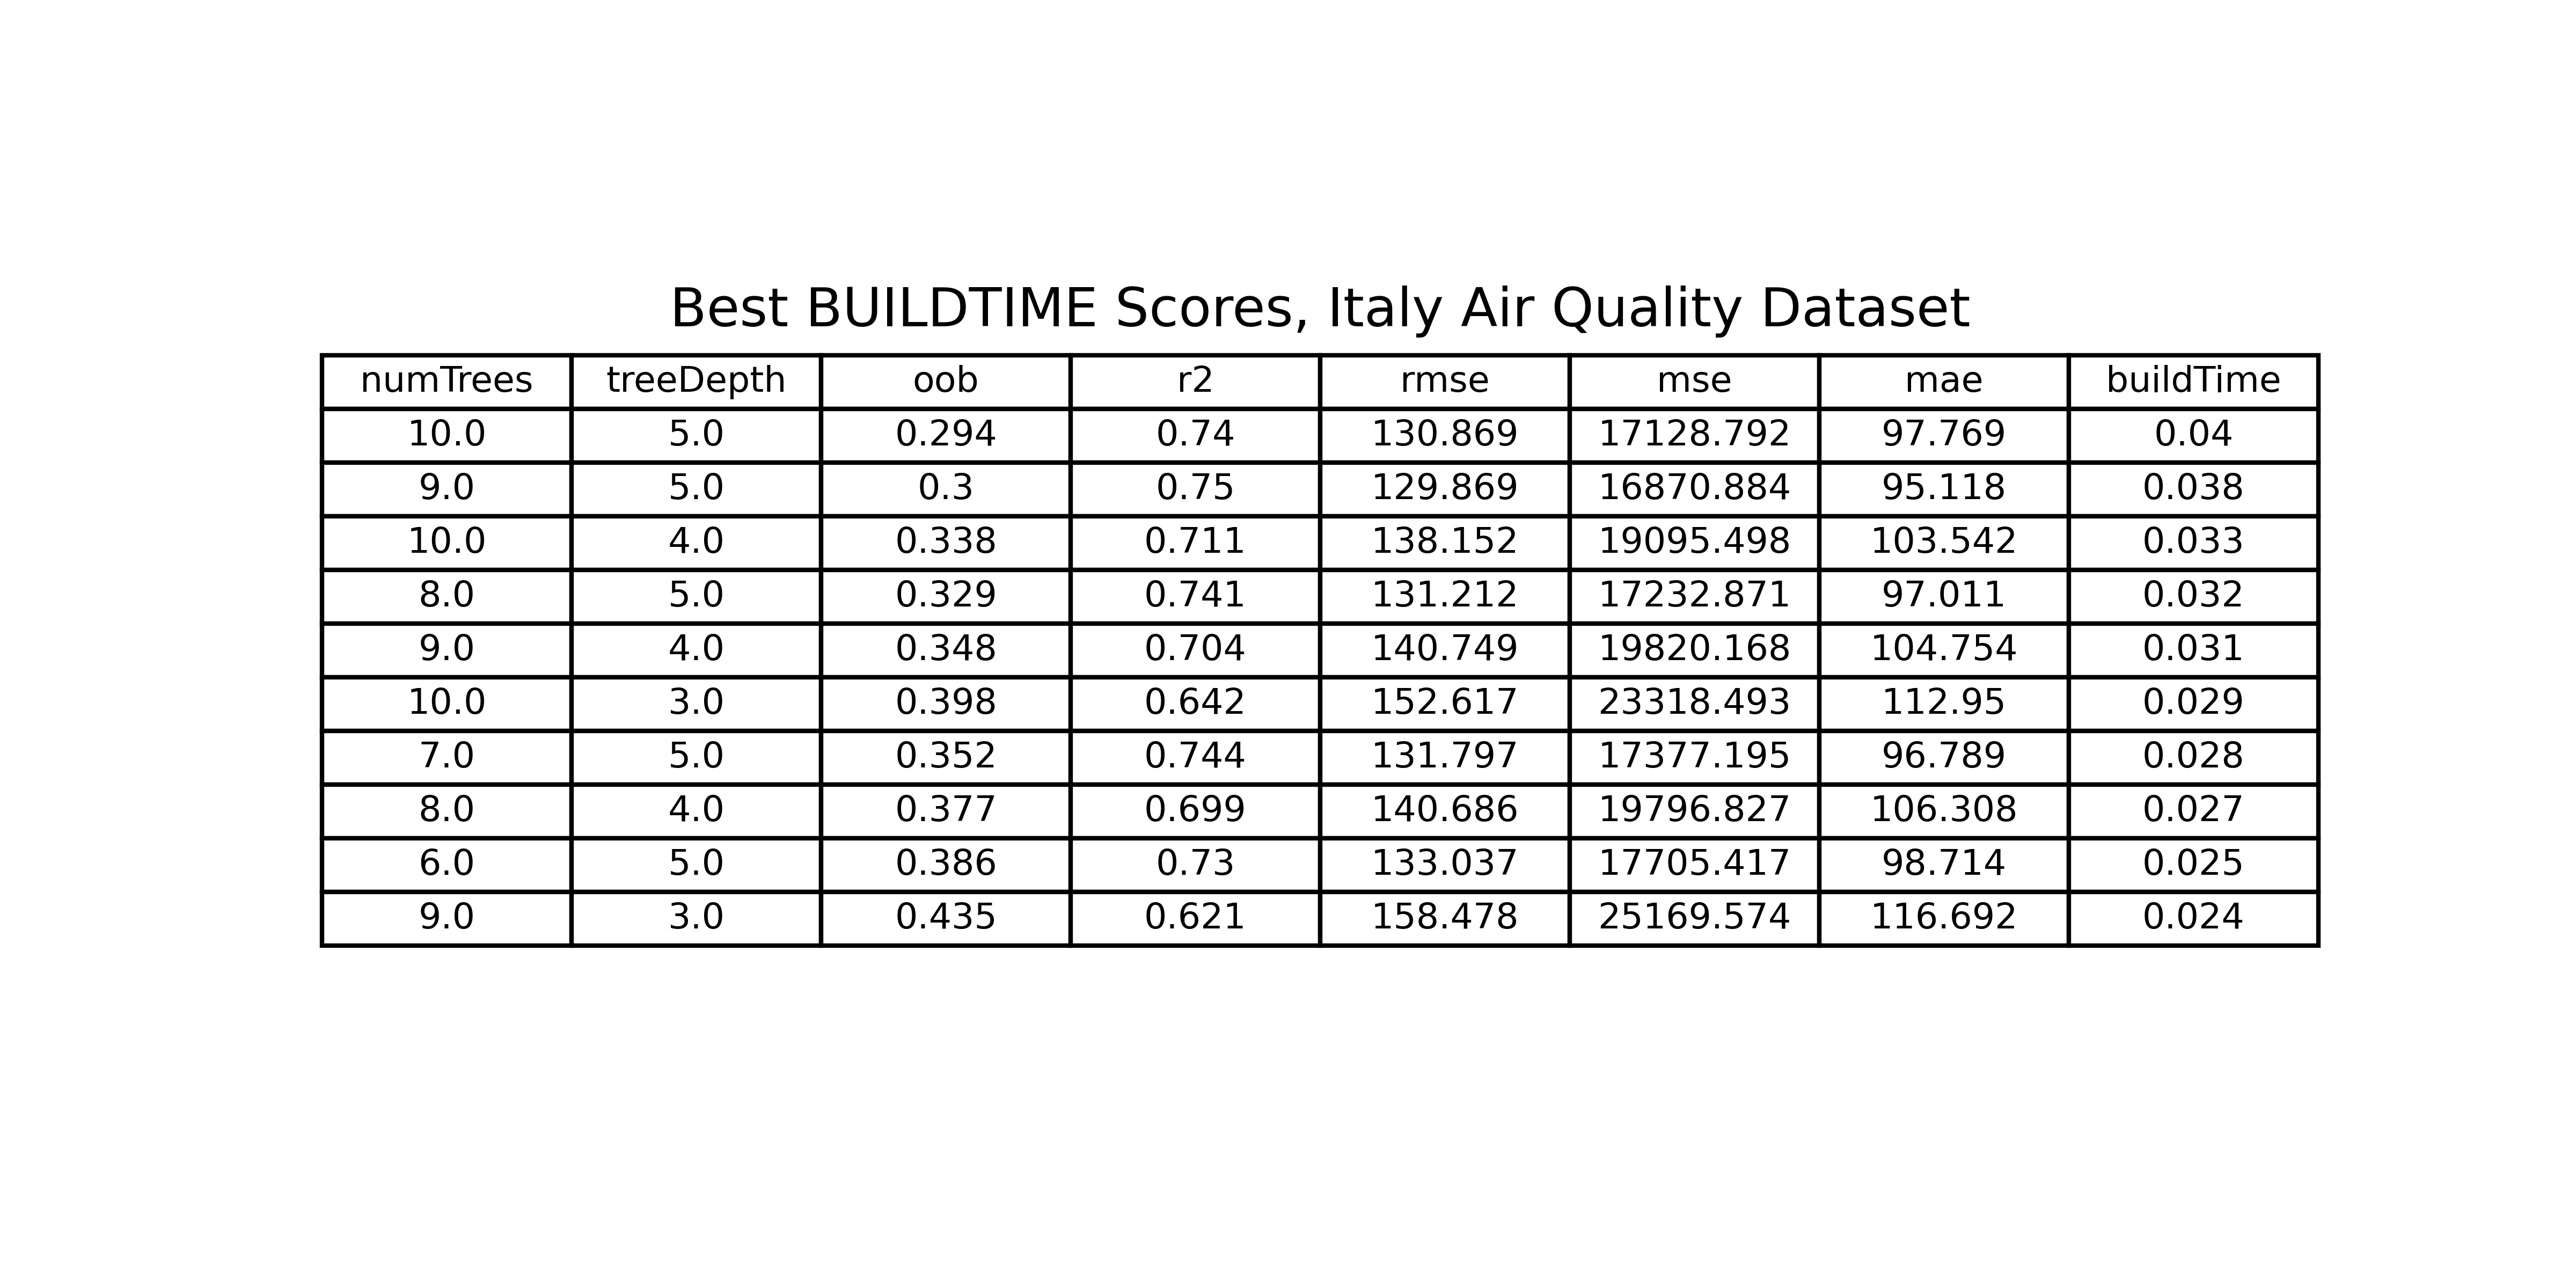 Best BUILDTIME Scores, Italy Air Quality Dataset
numTrees treeDepth oob r2 rmse mse mae buildTime
10.0 5.0 0.294 0.74 130.869 17128.792 97.769 0.04
9.0 5.0 0.3 0.75 129.869 16870.884 95.118 0.038
10.0 4.0 0.338 0.711 138.152 19095.498 103.542 0.033
8.0 5.0 0.329 0.741 131.212 17232.871 97.011 0.032
9.0 4.0 0.348 0.704 140.749 19820.168 104.754 0.031
10.0 3.0 0.398 0.642 152.617 23318.493 112.95 0.029
7.0 5.0 0.352 0.744 131.797 17377.195 96.789 0.028
8.0 4.0 0.377 0.699 140.686 19796.827 106.308 0.027
6.0 5.0 0.386 0.73 133.037 17705.417 98.714 0.025
9.0 3.0 0.435 0.621 158.478 25169.574 116.692 0.024